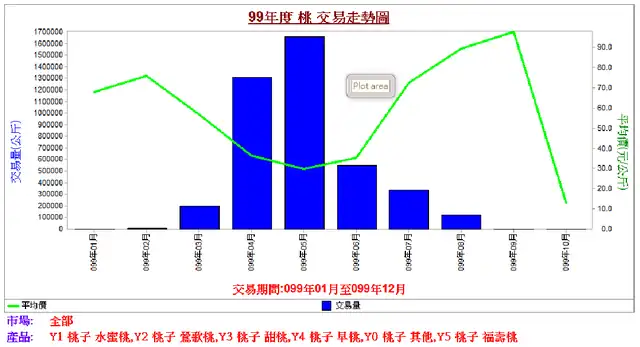 99年度 桃 交易走勢圖
交易量(公斤)
1700000
1600000
1500000
1400000
1300000
1200000
1100000
1000000
900000
800000
700000
600000
500000
400000
300000
200000
100000
0
Plot area
90.0
80.0
70.0
60.0
50.0
40.0
30.0
20.0
10.0
0.0
平均價(元/公斤)
099年01月
099年02月
099年03月
099年04月
099年05月
099年06月
099年07月
099年08月
099年09月
099年10月
交易期間:099年01月至099年12月
平均價 交易量
市場: 全部
產品: Y1 桃子 水蜜桃,Y2 桃子 鶯歌桃,Y3 桃子 甜桃,Y4 桃子 早桃,Y0 桃子 其他,Y5 桃子 福壽桃